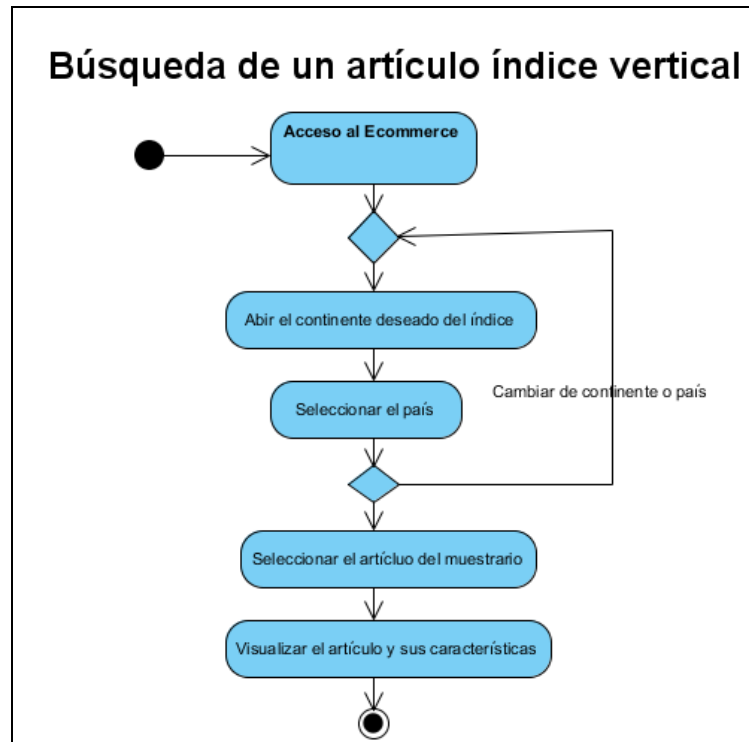 Búsqueda de un artículo índice vertical
Acceso al Ecommerce
Abir el continente deseado del índice
Seleccionar el país
Cambiar de continente o país
Seleccionar el artícluo del muestrario
Visualizar el artículo y sus características